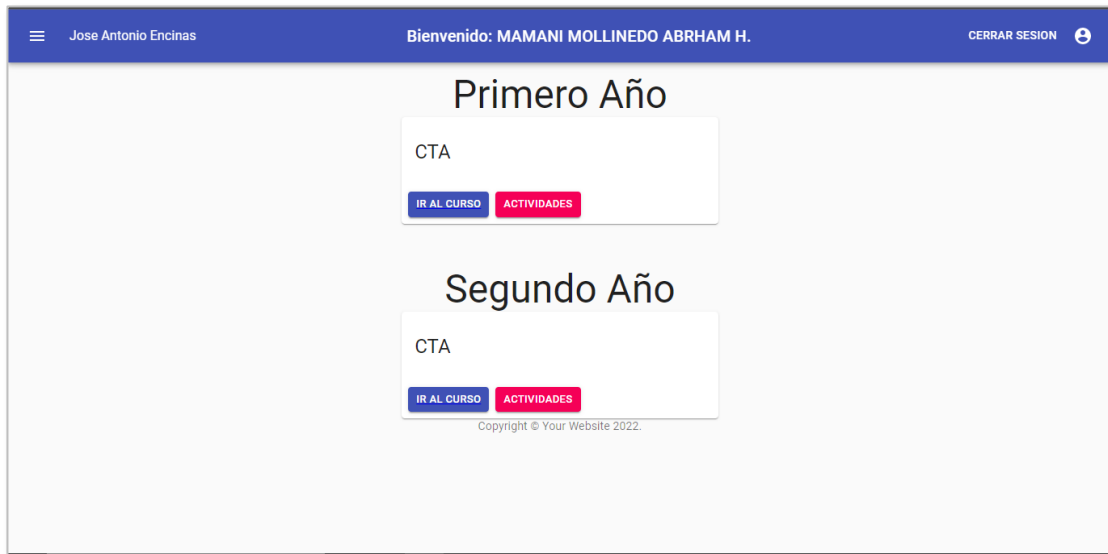 Jose Antonio Encinas Bienvenido: MAMANI MOLLINEDO ABRHAM H. CERRAR SESION
Primero Año
CTA
IR AL CURSO ACTIVIDADES
Segundo Año
CTA
IR AL CURSO ACTIVIDADES
Copyright © Your Website 2022.